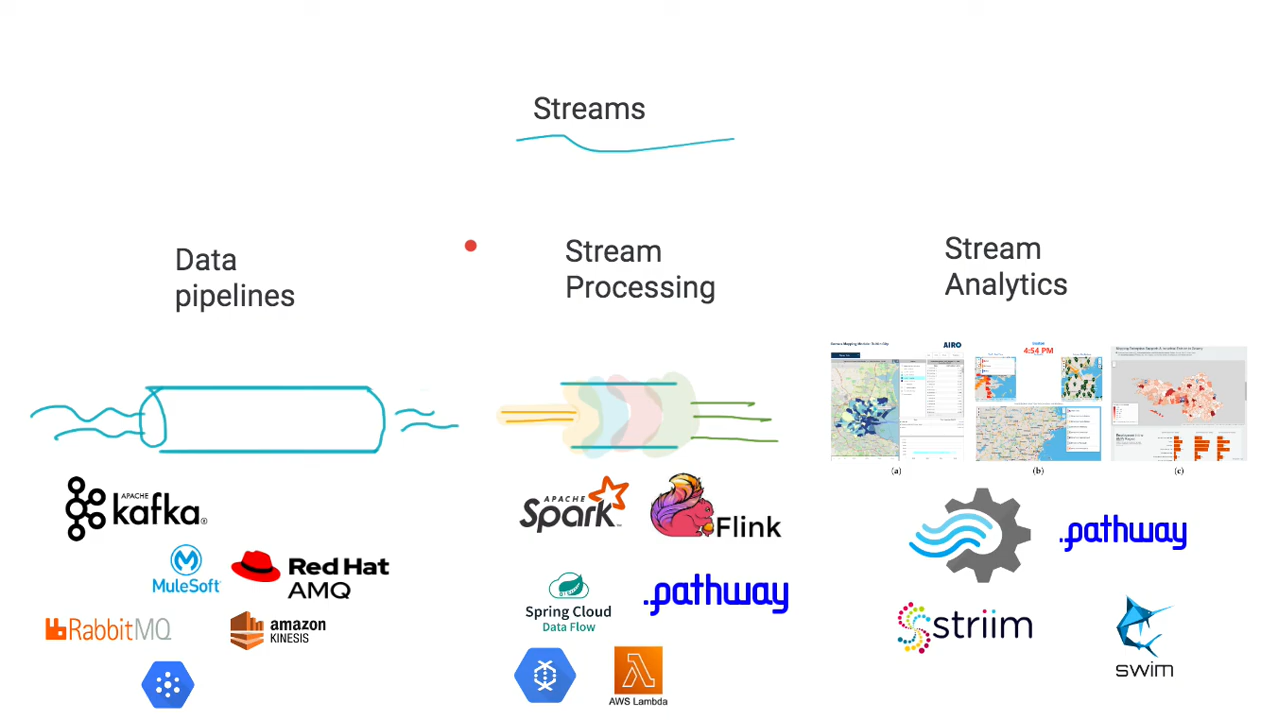 Streams
Data
pipelines
Stream
Processing
Stream
Analytics
AIRO
4:54 PM
(a)
(b)
(c)
APACHE
kafka®
MuleSoft
Red Hat
AMQ
RabbitMQ
amazon
KINESIS
APACHE
Spark™
Flink
Spring Cloud
Data Flow
.pathway
AWS Lambda
.pathway
striim
swim